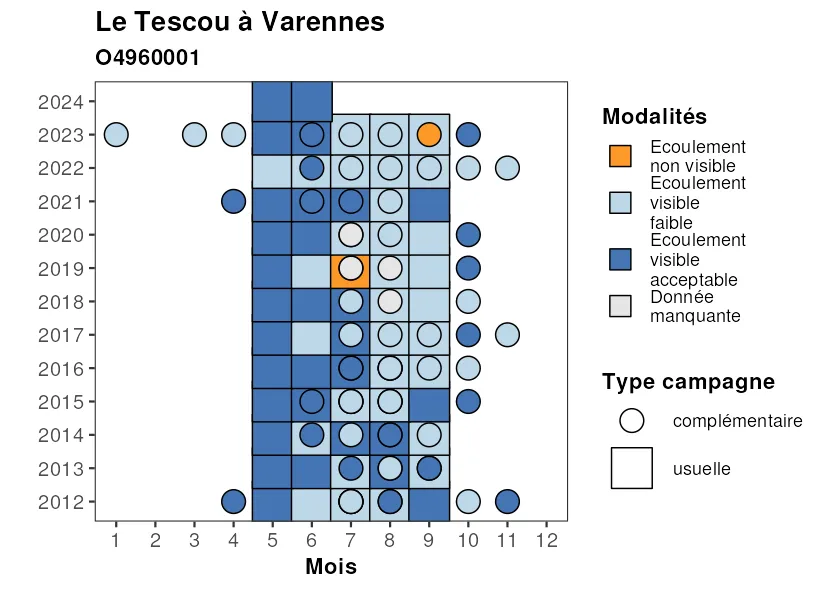 Le Tescou à Varennes
O4960001
2024
2023
2022
2021
2020
2019
2018
2017
2016
2015
2014
2013
2012
1 2 3 4 5 6 7 8 9 10 11 12
Mois
Modalités
Ecoulement
non visible
Ecoulement
visible
faible
Ecoulement
visible
acceptable
Donnée
manquante
Type campagne
complémentaire
usuelle